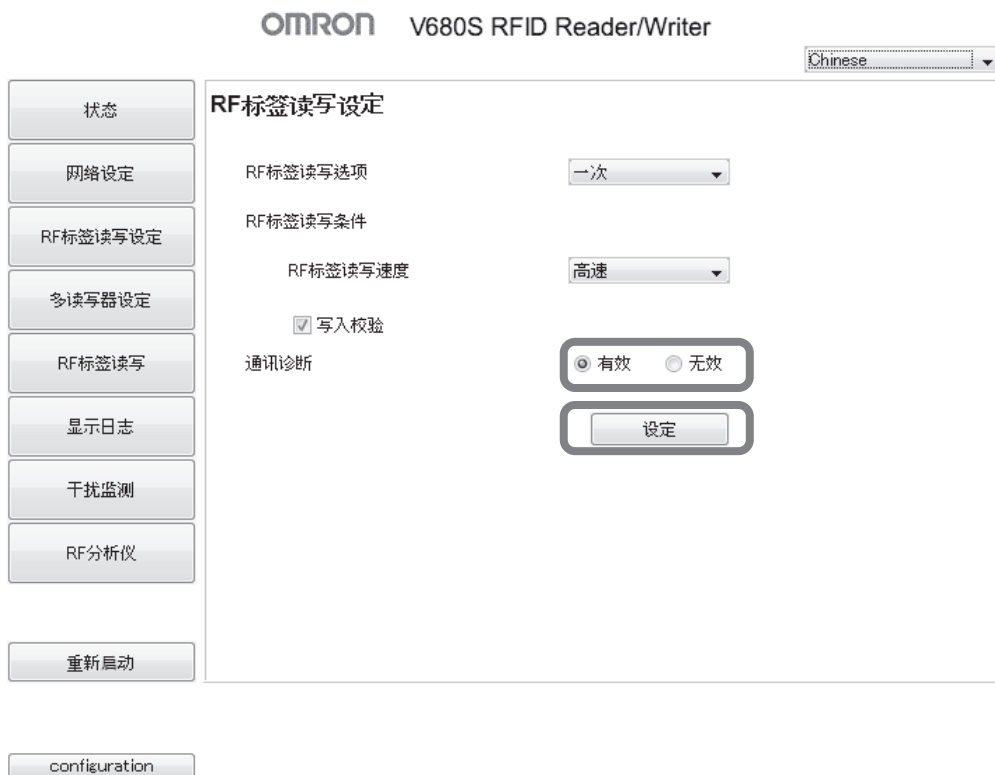 OMRON V680S RFID Reader/Writer
Chinese
状态
网络设定
RF标签读写设定
多读写器设定
RF标签读写
显示日志
干扰监测
RF分析仪
重新启动
configuration
RF标签读写设定
RF标签读写选项 一次
RF标签读写条件
RF标签读写速度 高速
写入校验
通讯诊断 有效 无效
设定